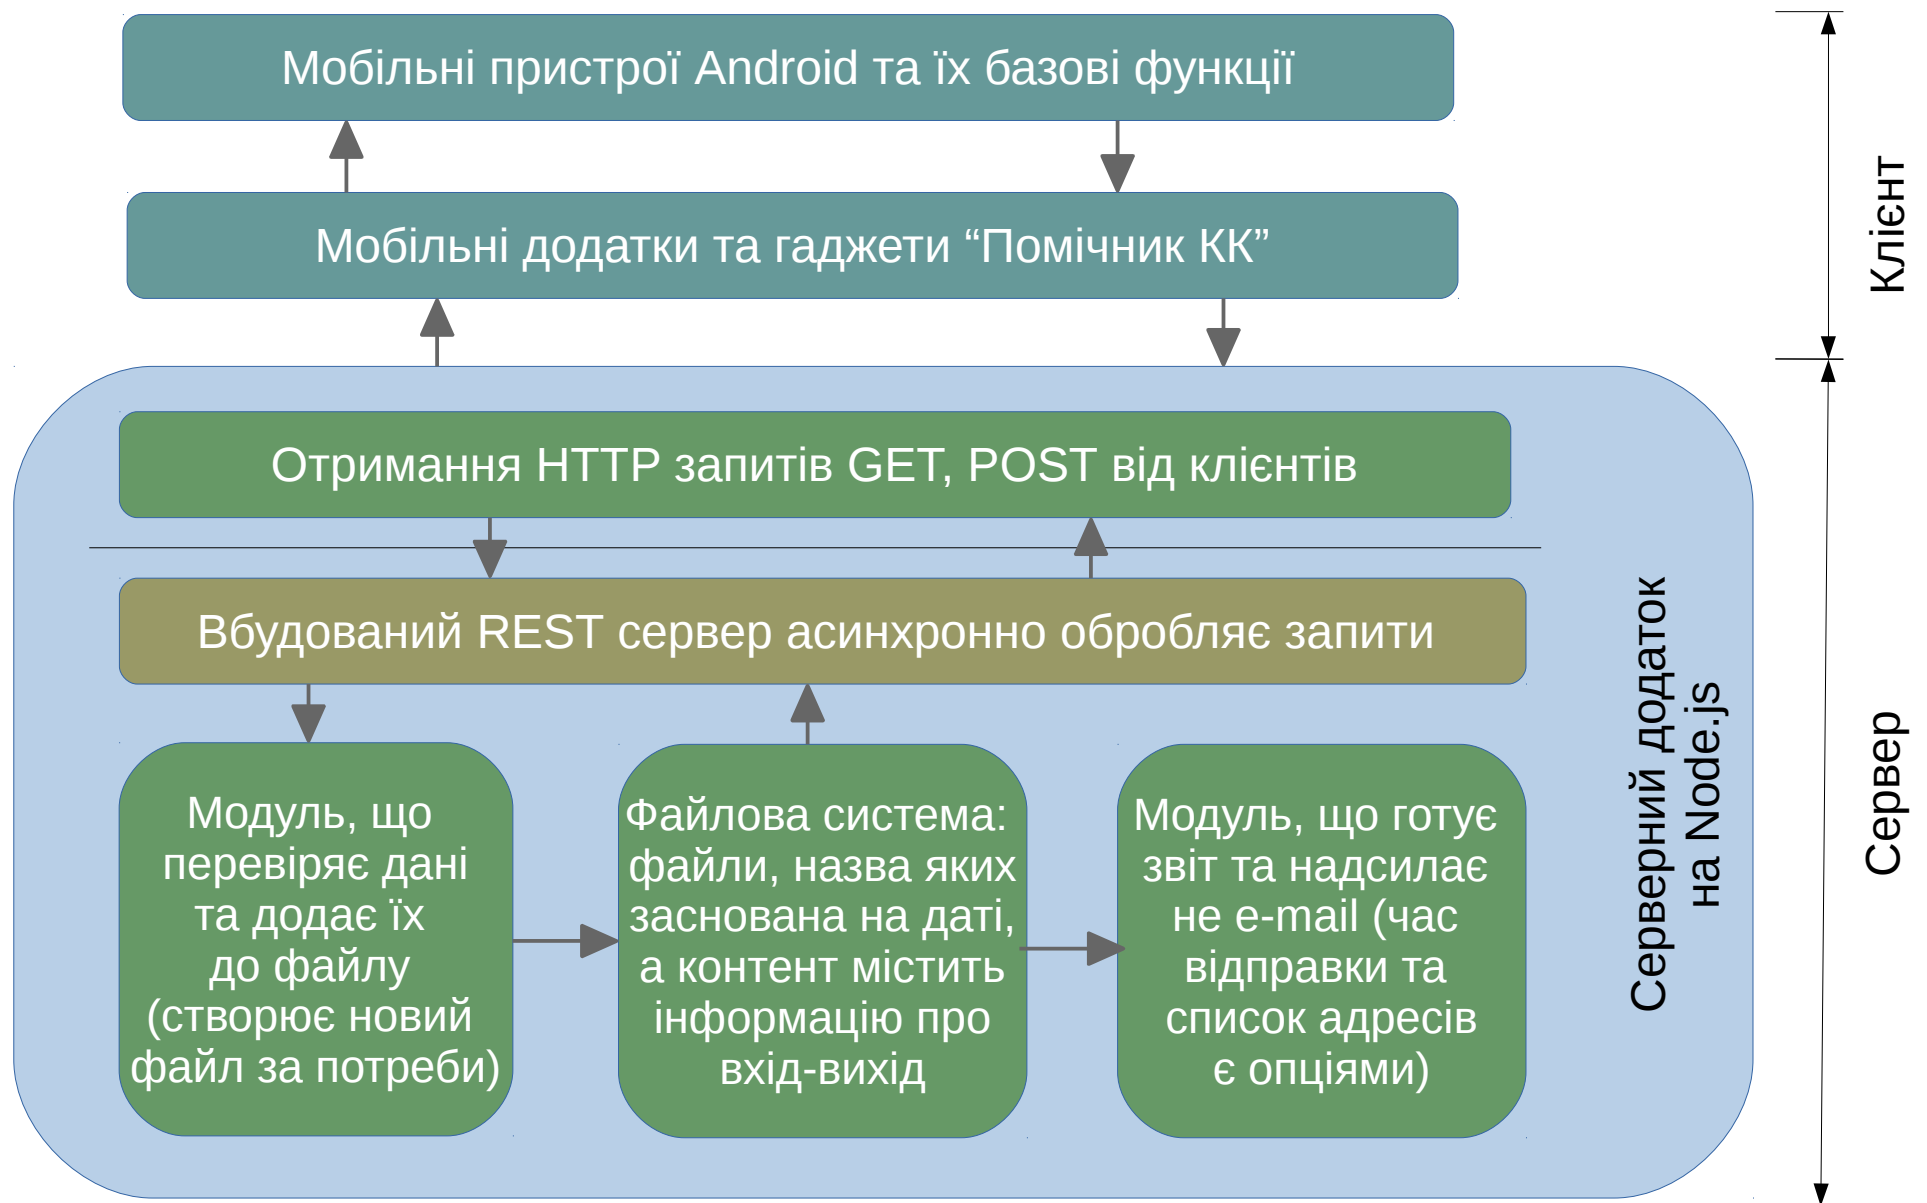 Мобільні пристрої Android та їх базові функції
Мобільні додатки та гаджети “Помічник КК”
Клієнт
Отримання HTTP запитів GET, POST від клієнтів
Вбудований REST сервер асинхронно обробляє запити
Модуль, що
перевіряє дані
та додає їх
до файлу
(створює новий
файл за потреби)
Файлова система:
файли, назва яких
заснована на даті,
а контент містить
інформацію про
вхід-вихід
Модуль, що готує
звіт та надсилає
не e-mail (час
відправки та
список адресів
є опціями)
Серверний додаток
на Node.js
Сервер